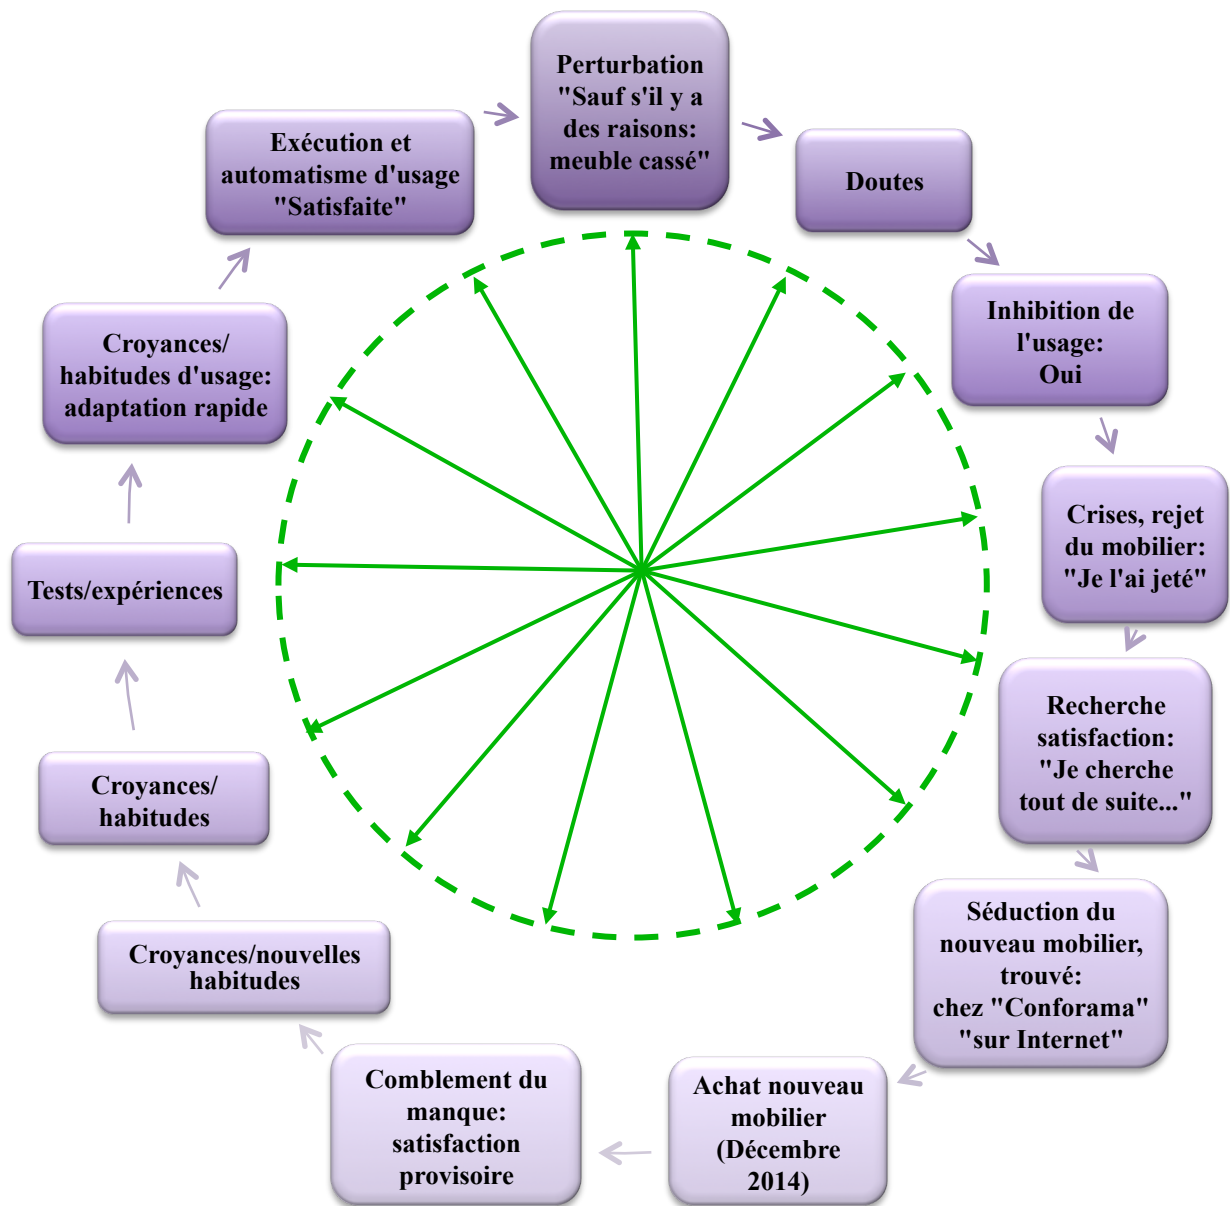 Perturbation
"Sauf s'il y a
des raisons:
meuble cassé"
Doutes
Inhibition de
l'usage:
Oui
Crises, rejet
du mobilier:
"Je l'ai jeté"
Recherche
satisfaction:
"Je cherche
tout de suite..."
Séduction du
nouveau mobilier,
trouvé:
chez "Conforama"
"sur Internet"
Achat nouveau
mobilier
(Décembre
2014)
Comblement du
manque:
satisfaction
provisoire
Croyances/nouvelles
habitudes
Croyances/
habitudes
Tests/expériences
Croyances/
habitudes d'usage:
adaptation rapide
Exécution et
automatisme d'usage
"Satisfaite"